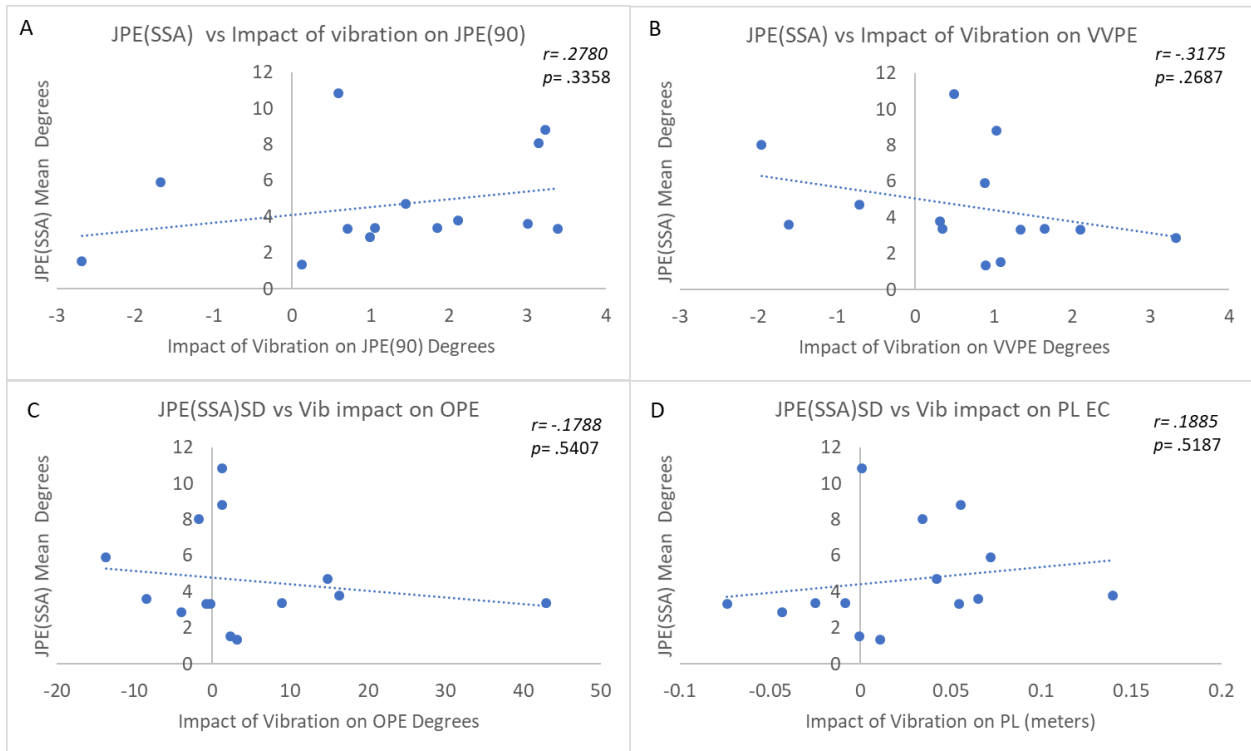 A
JPE(SSA) vs Impact of vibration on JPE(90)
r= .2780
p= .3358
JPE(SSA) Mean Degrees
12
10
8
6
4
2
0
-3 -2 -1 0 1 2 3 4
Impact of Vibration on JPE(90) Degrees
B
JPE(SSA) vs Impact of Vibration on VVPE
r= -.3175
p= .2687
JPE(SSA) Mean Degrees
12
10
8
6
4
2
0
-3 -2 -1 0 1 2 3 4
Impact of Vibration on VVPE Degrees
C
JPE(SSA)SD vs Vib impact on OPE
r= -.1788
p= .5407
JPE(SSA) Mean Degrees
12
10
8
6
4
2
0
-20 -10 0 10 20 30 40 50
Impact of Vibration on OPE Degrees
D
JPE(SSA)SD vs Vib impact on PL EC
r= .1885
p= .5187
JPE(SSA) Mean Degrees
12
10
8
6
4
2
0
-0.1 -0.05 0 0.05 0.1 0.15 0.2
Impact of Vibration on PL (meters)